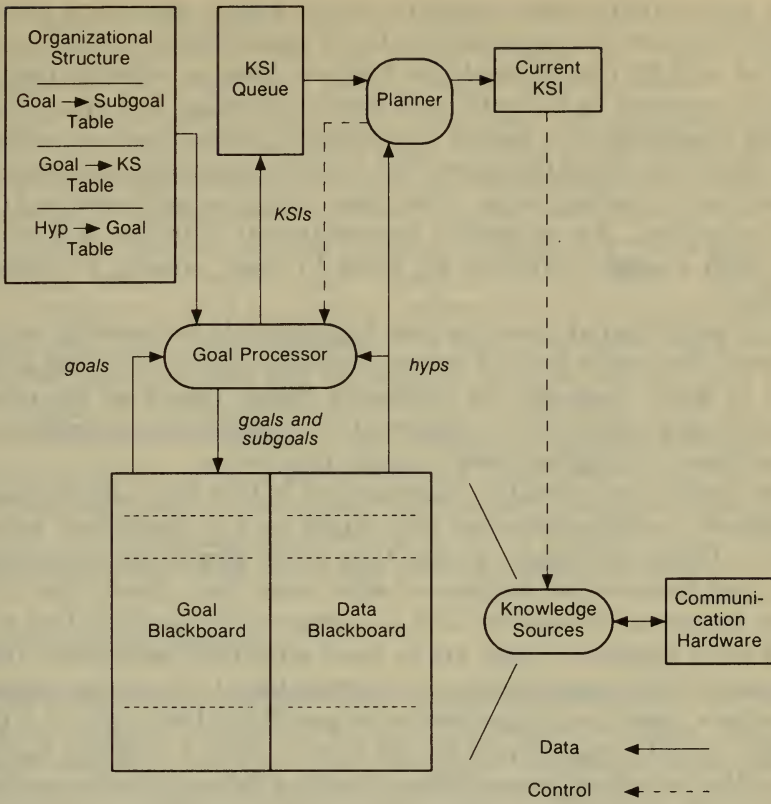 Organizational
Structure
Goal → Subgoal
Table
Goal → KS
Table
Hyp → Goal
Table
KSI
Queue
Planner
Current
KSI
KSIs
Goal Processor
goals
hyps
goals and
subgoals
Goal
Blackboard
Data
Blackboard
Knowledge
Sources
Communi-
cation
Hardware
Data
Control